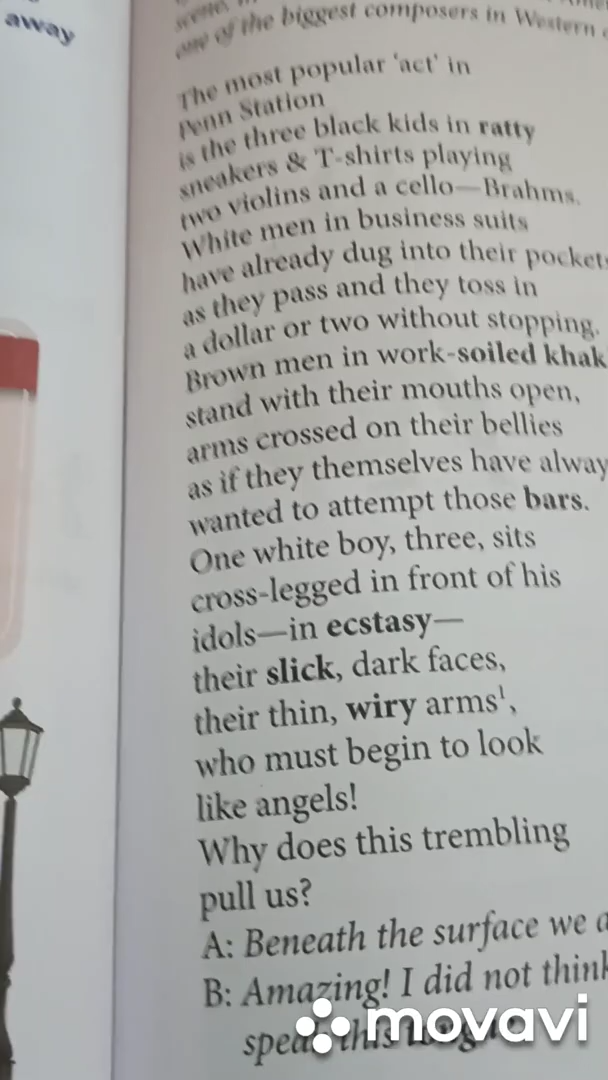 away
scene,
one of the biggest composers in Western
The most popular 'act' in
Penn Station
is the three black kids in ratty
sneakers & T-shirts playing
two violins and a cello—Brahms.
White men in business suits
have already dug into their pockets
as they pass and they toss in
a dollar or two without stopping.
Brown men in work-soiled khak
stand with their mouths open,
arms crossed on their bellies
as if they themselves have alway
wanted to attempt those bars.
One white boy, three, sits
cross-legged in front of his
idols—in ecstasy—
their slick, dark faces,
their thin, wiry arms¹,
who must begin to look
like angels!
Why does this trembling
pull us?
A: Beneath the surface we a
B: Amazing! I did not think
speak this
movavi